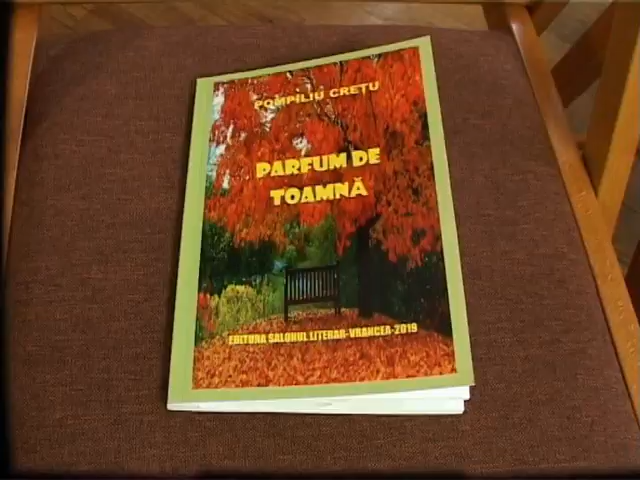 POMPILIU CREȚU
PARFUM DE
TOAMNĂ
EDITURA SALONUL LITERAR-VRANCEA-2019